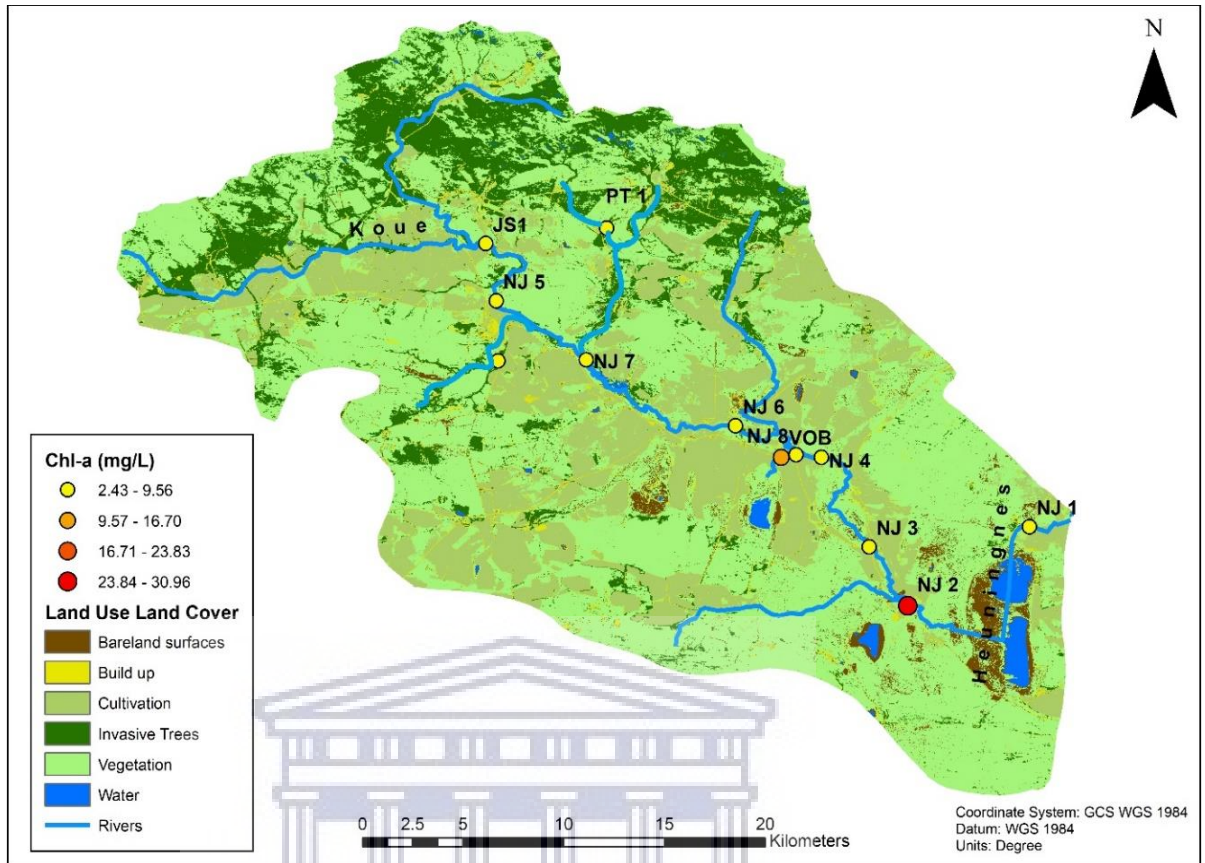 N
PT 1
Koue
JS1
NJ 5
NJ 7
NJ 6
NJ 8
VOB
NJ 4
NJ 1
NJ 3
NJ 2
Heuningnes
Chl-a (mg/L)
2.43 - 9.56
9.57 - 16.70
16.71 - 23.83
23.84 - 30.96
Land Use Land Cover
Bareland surfaces
Build up
Cultivation
Invasive Trees
Vegetation
Water
Rivers
0 2.5 5 10 15 20
Kilometers
Coordinate System: GCS WGS 1984
Datum: WGS 1984
Units: Degree